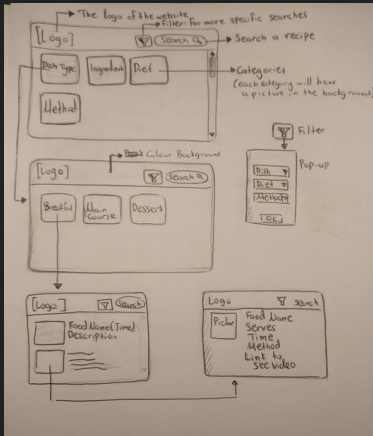 The logo of the website
Filter: for more specific searches
[Logo]
Search
Search a recipe
Dish Type
Ingredient
Diet
Categories
(each category will have
a picture in the background)
Method
Filter
Colour Background
[Logo]
Search
Pop-up
Dish
Diet
Method
OK
Breakfast
Main
Course
Dessert
[Logo]
Search
Food Name (Time)
Description
Logo
Search
Food Name
Serves
Time
Method
Link to
see video